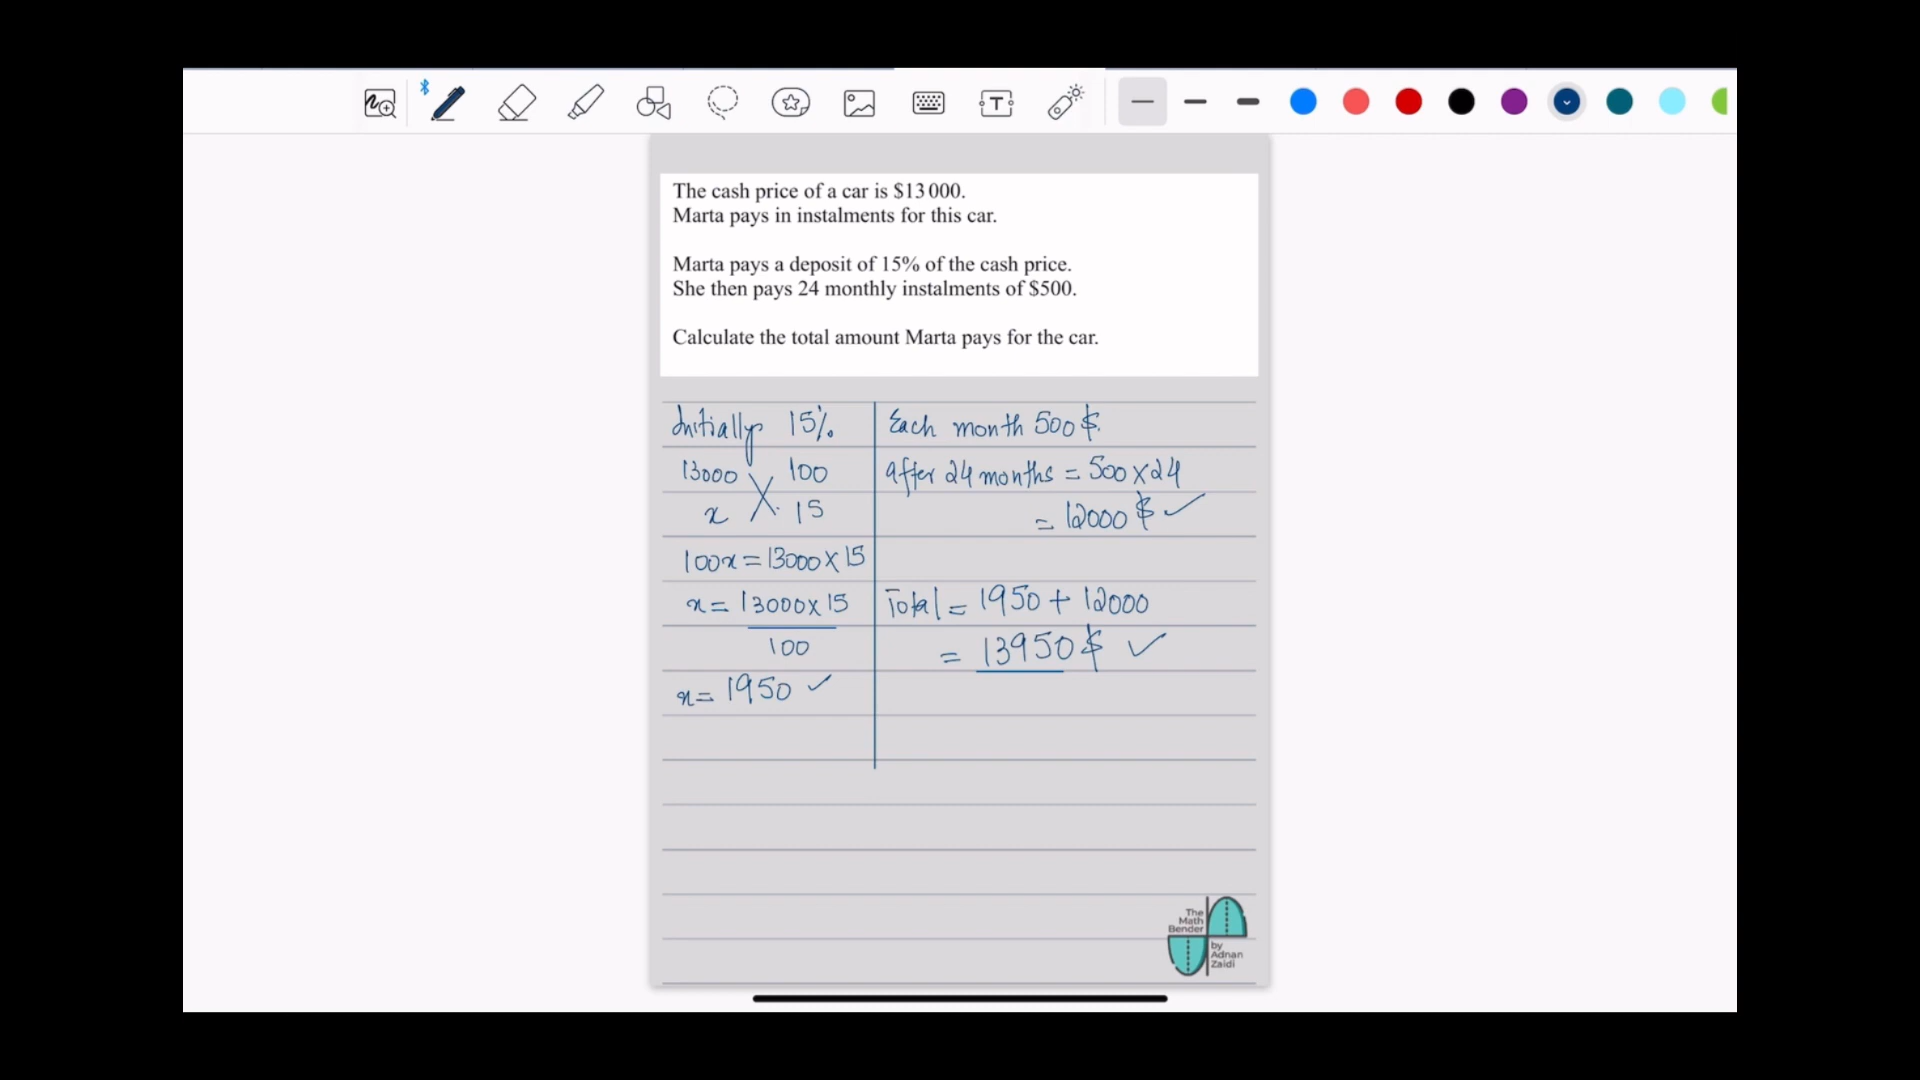 The cash price of a car is $13 000.
Marta pays in instalments for this car.
Marta pays a deposit of 15% of the cash price.
She then pays 24 monthly instalments of $500.
Calculate the total amount Marta pays for the car.
Initially 15%
13000 100
x 15
100x = 13000 x 15
x = 13000 x 15
100
x = 1950 ✓
Each month 500 $.
after 24 months = 500 x 24
= 12000 $ ✓
Total = 1950 + 12000
= 13950 $ ✓
The
Math
Bender
by
Adnan
Zaidi
T